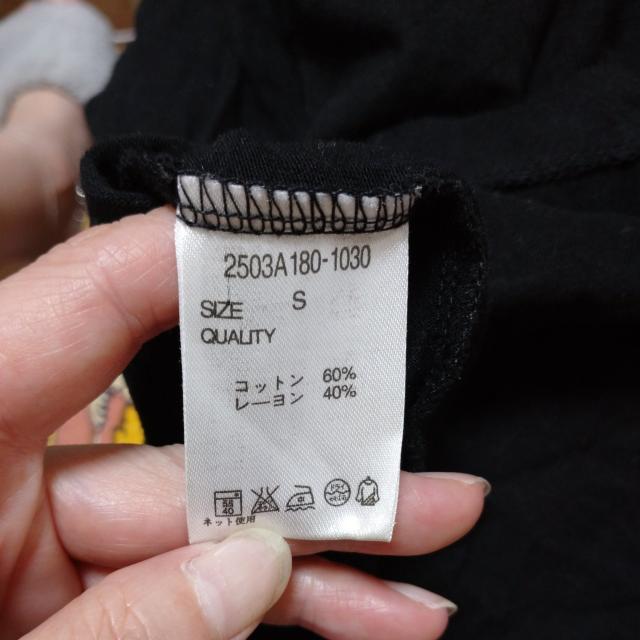 2503A180-1030
SIZE S
QUALITY
コットン 60%
レーヨン 40%
ネット使用